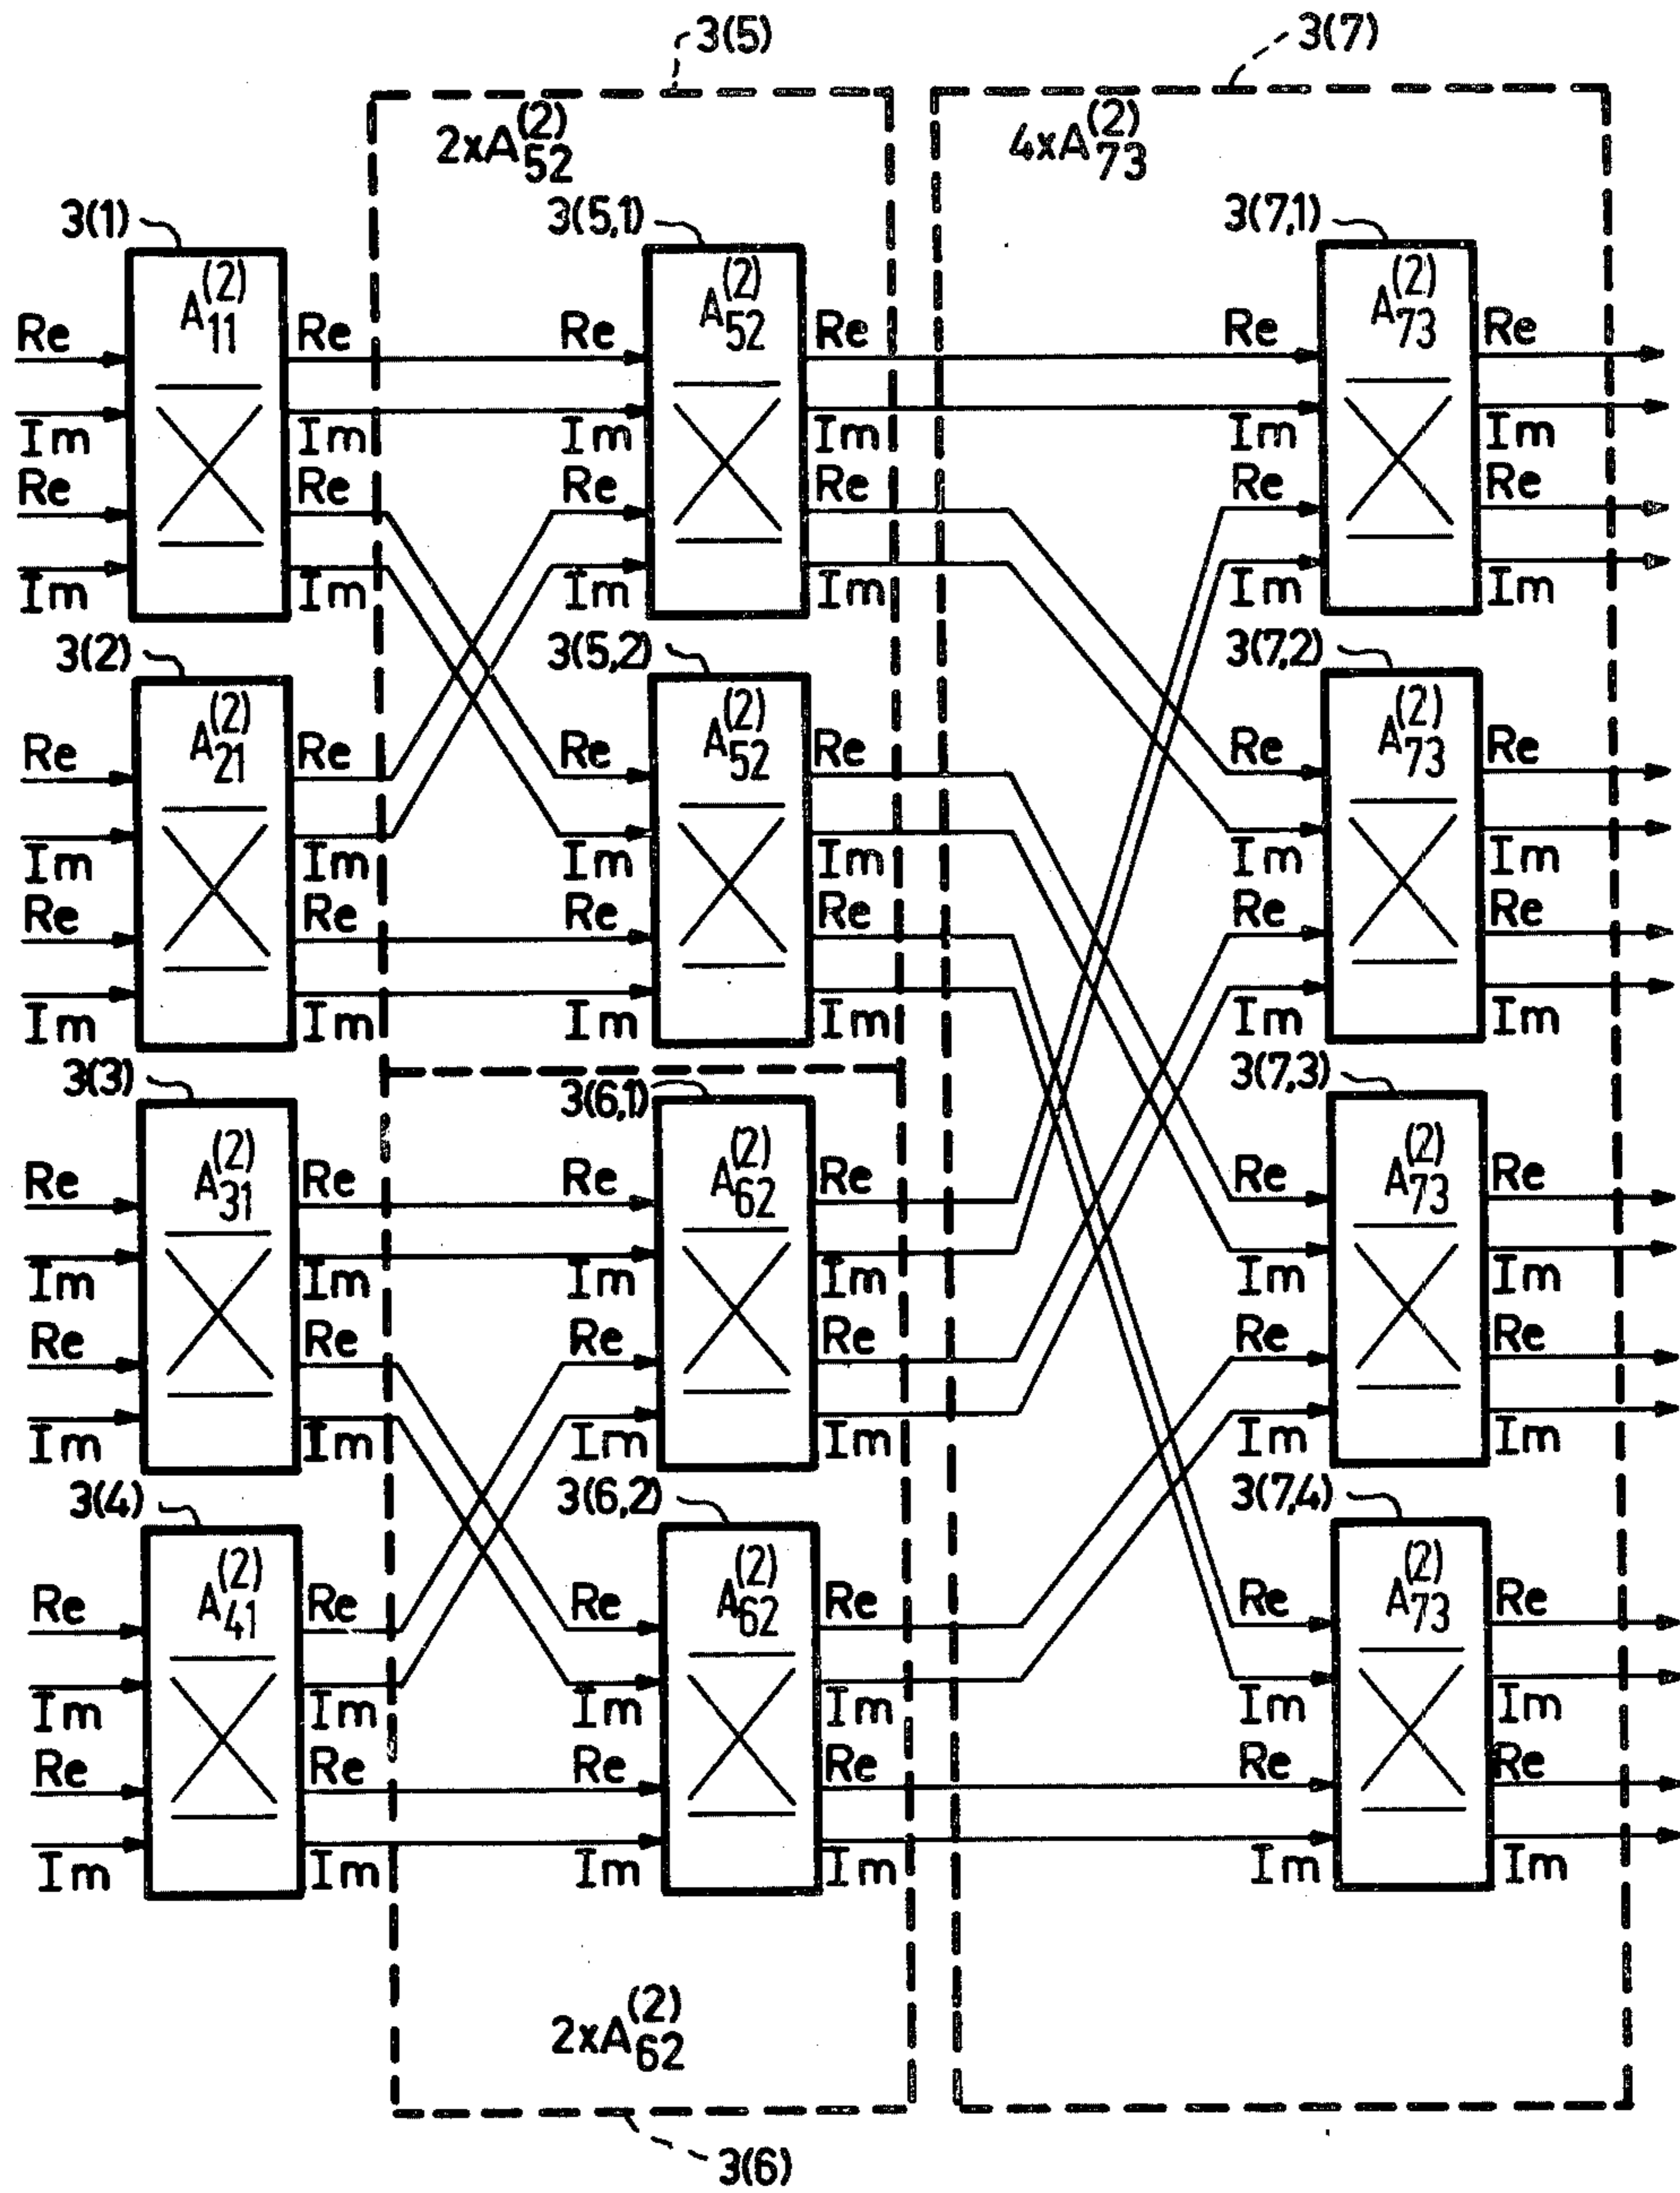 3(5) 3(7)
2xA52(2) 4xA73(2)
3(1) 3(5,1) 3(7,1)
A11(2) A52(2) A73(2)
Re Re Re Re Re Re
Im Im Im Im Im Im
Re Re Re Re Re Re
Im Im Im Im Im Im
3(2) 3(5,2) 3(7,2)
A21(2) A52(2) A73(2)
Re Re Re Re Re Re
Im Im Im Im Im Im
Re Re Re Re Re Re
Im Im Im Im Im Im
3(3) 3(6,1) 3(7,3)
A31(2) A62(2) A73(2)
Re Re Re Re Re Re
Im Im Im Im Im Im
Re Re Re Re Re Re
Im Im Im Im Im Im
3(4) 3(6,2) 3(7,4)
A41(2) A62(2) A73(2)
Re Re Re Re Re Re
Im Im Im Im Im Im
Re Re Re Re Re Re
Im Im Im Im Im Im
2xA62(2)
3(6)